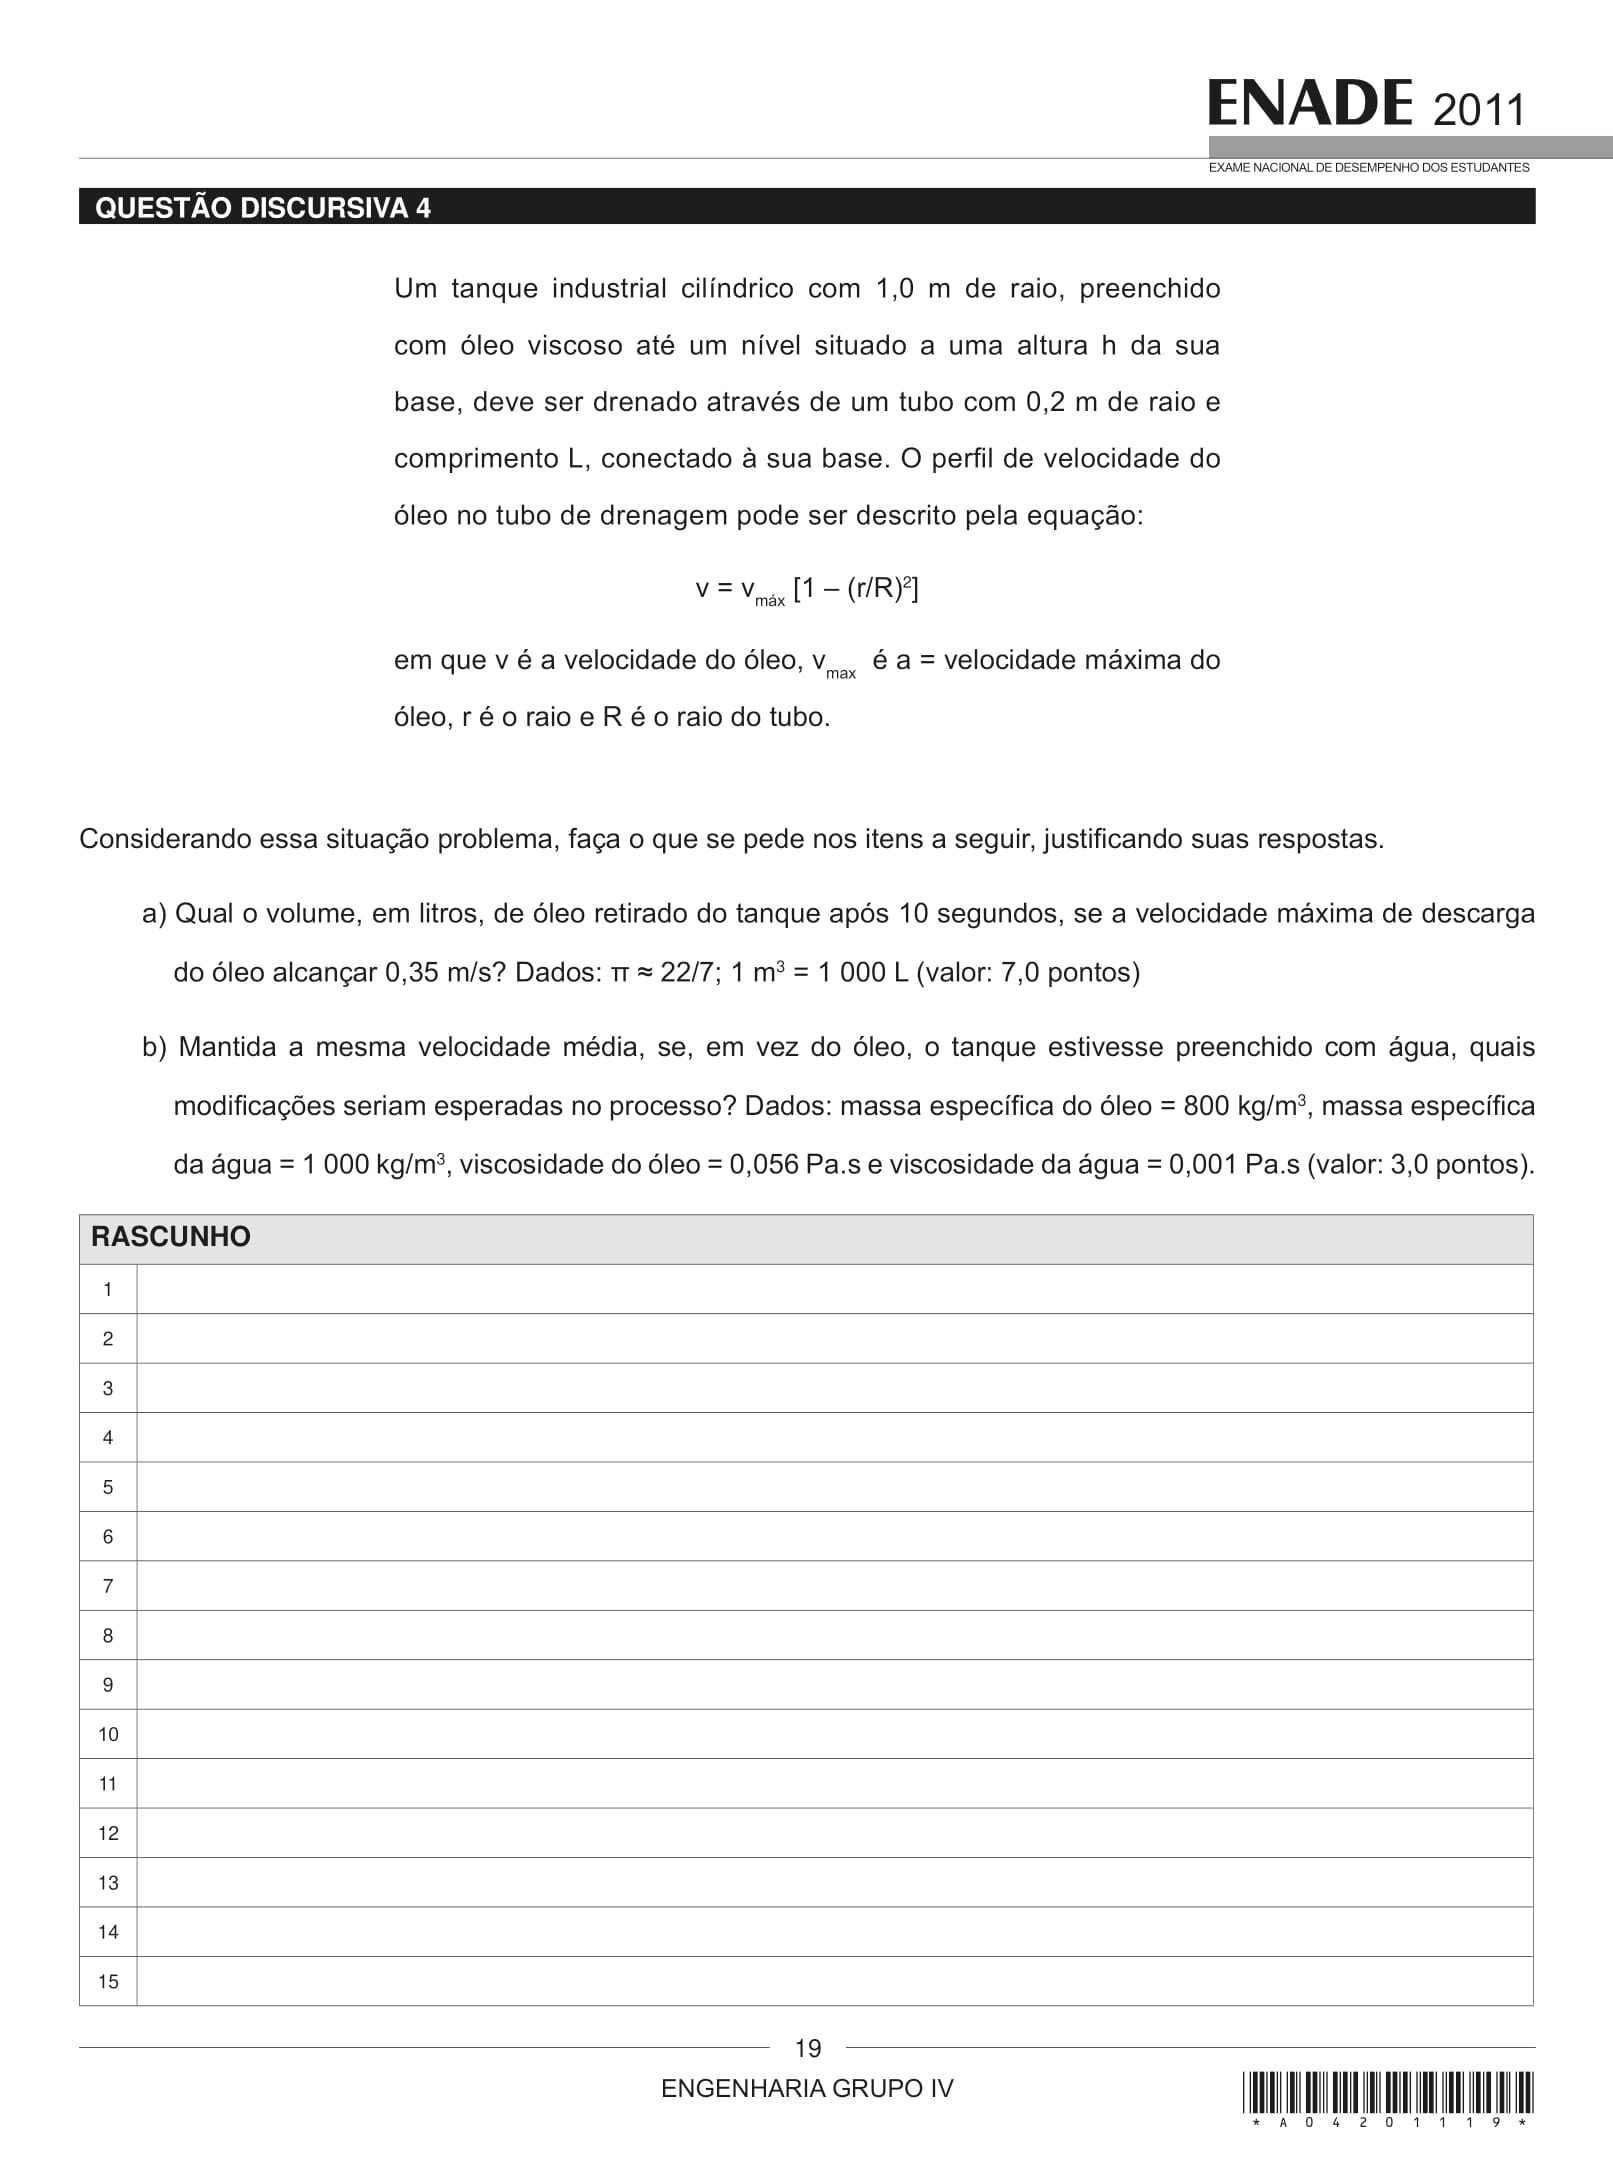 ENADE 2011
EXAME NACIONAL DE DESEMPENHO DOS ESTUDANTES
QUESTÃO DISCURSIVA 4
Um tanque industrial cilíndrico com 1,0 m de raio, preenchido
com óleo viscoso até um nível situado a uma altura h da sua
base, deve ser drenado através de um tubo com 0,2 m de raio e
comprimento L, conectado à sua base. O perfil de velocidade do
óleo no tubo de drenagem pode ser descrito pela equação:
v = vmáx [1 – (r/R)²]
em que v é a velocidade do óleo, vmax é a = velocidade máxima do
óleo, r é o raio e R é o raio do tubo.
Considerando essa situação problema, faça o que se pede nos itens a seguir, justificando suas respostas.
a) Qual o volume, em litros, de óleo retirado do tanque após 10 segundos, se a velocidade máxima de descarga
do óleo alcançar 0,35 m/s? Dados: π ≈ 22/7; 1 m³ = 1 000 L (valor: 7,0 pontos)
b) Mantida a mesma velocidade média, se, em vez do óleo, o tanque estivesse preenchido com água, quais
modificações seriam esperadas no processo? Dados: massa específica do óleo = 800 kg/m³, massa específica
da água = 1 000 kg/m³, viscosidade do óleo = 0,056 Pa.s e viscosidade da água = 0,001 Pa.s (valor: 3,0 pontos).
RASCUNHO
1
2
3
4
5
6
7
8
9
10
11
12
13
14
15
19
ENGENHARIA GRUPO IV
* A 0 4 2 0 1 1 1 9 *